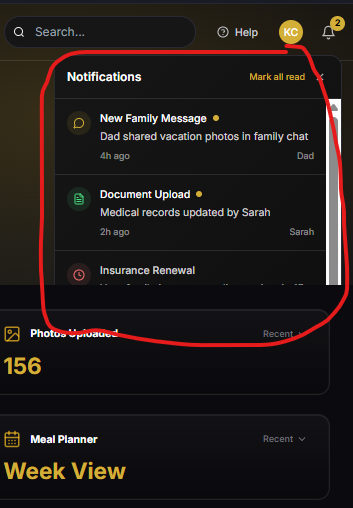 Search...
Help
KC
2
Notifications
Mark all read
New Family Message
Dad shared vacation photos in family chat
4h ago
Dad
Document Upload
Medical records updated by Sarah
2h ago
Sarah
Insurance Renewal
Photos Uploaded
Recent
156
Meal Planner
Recent
Week View